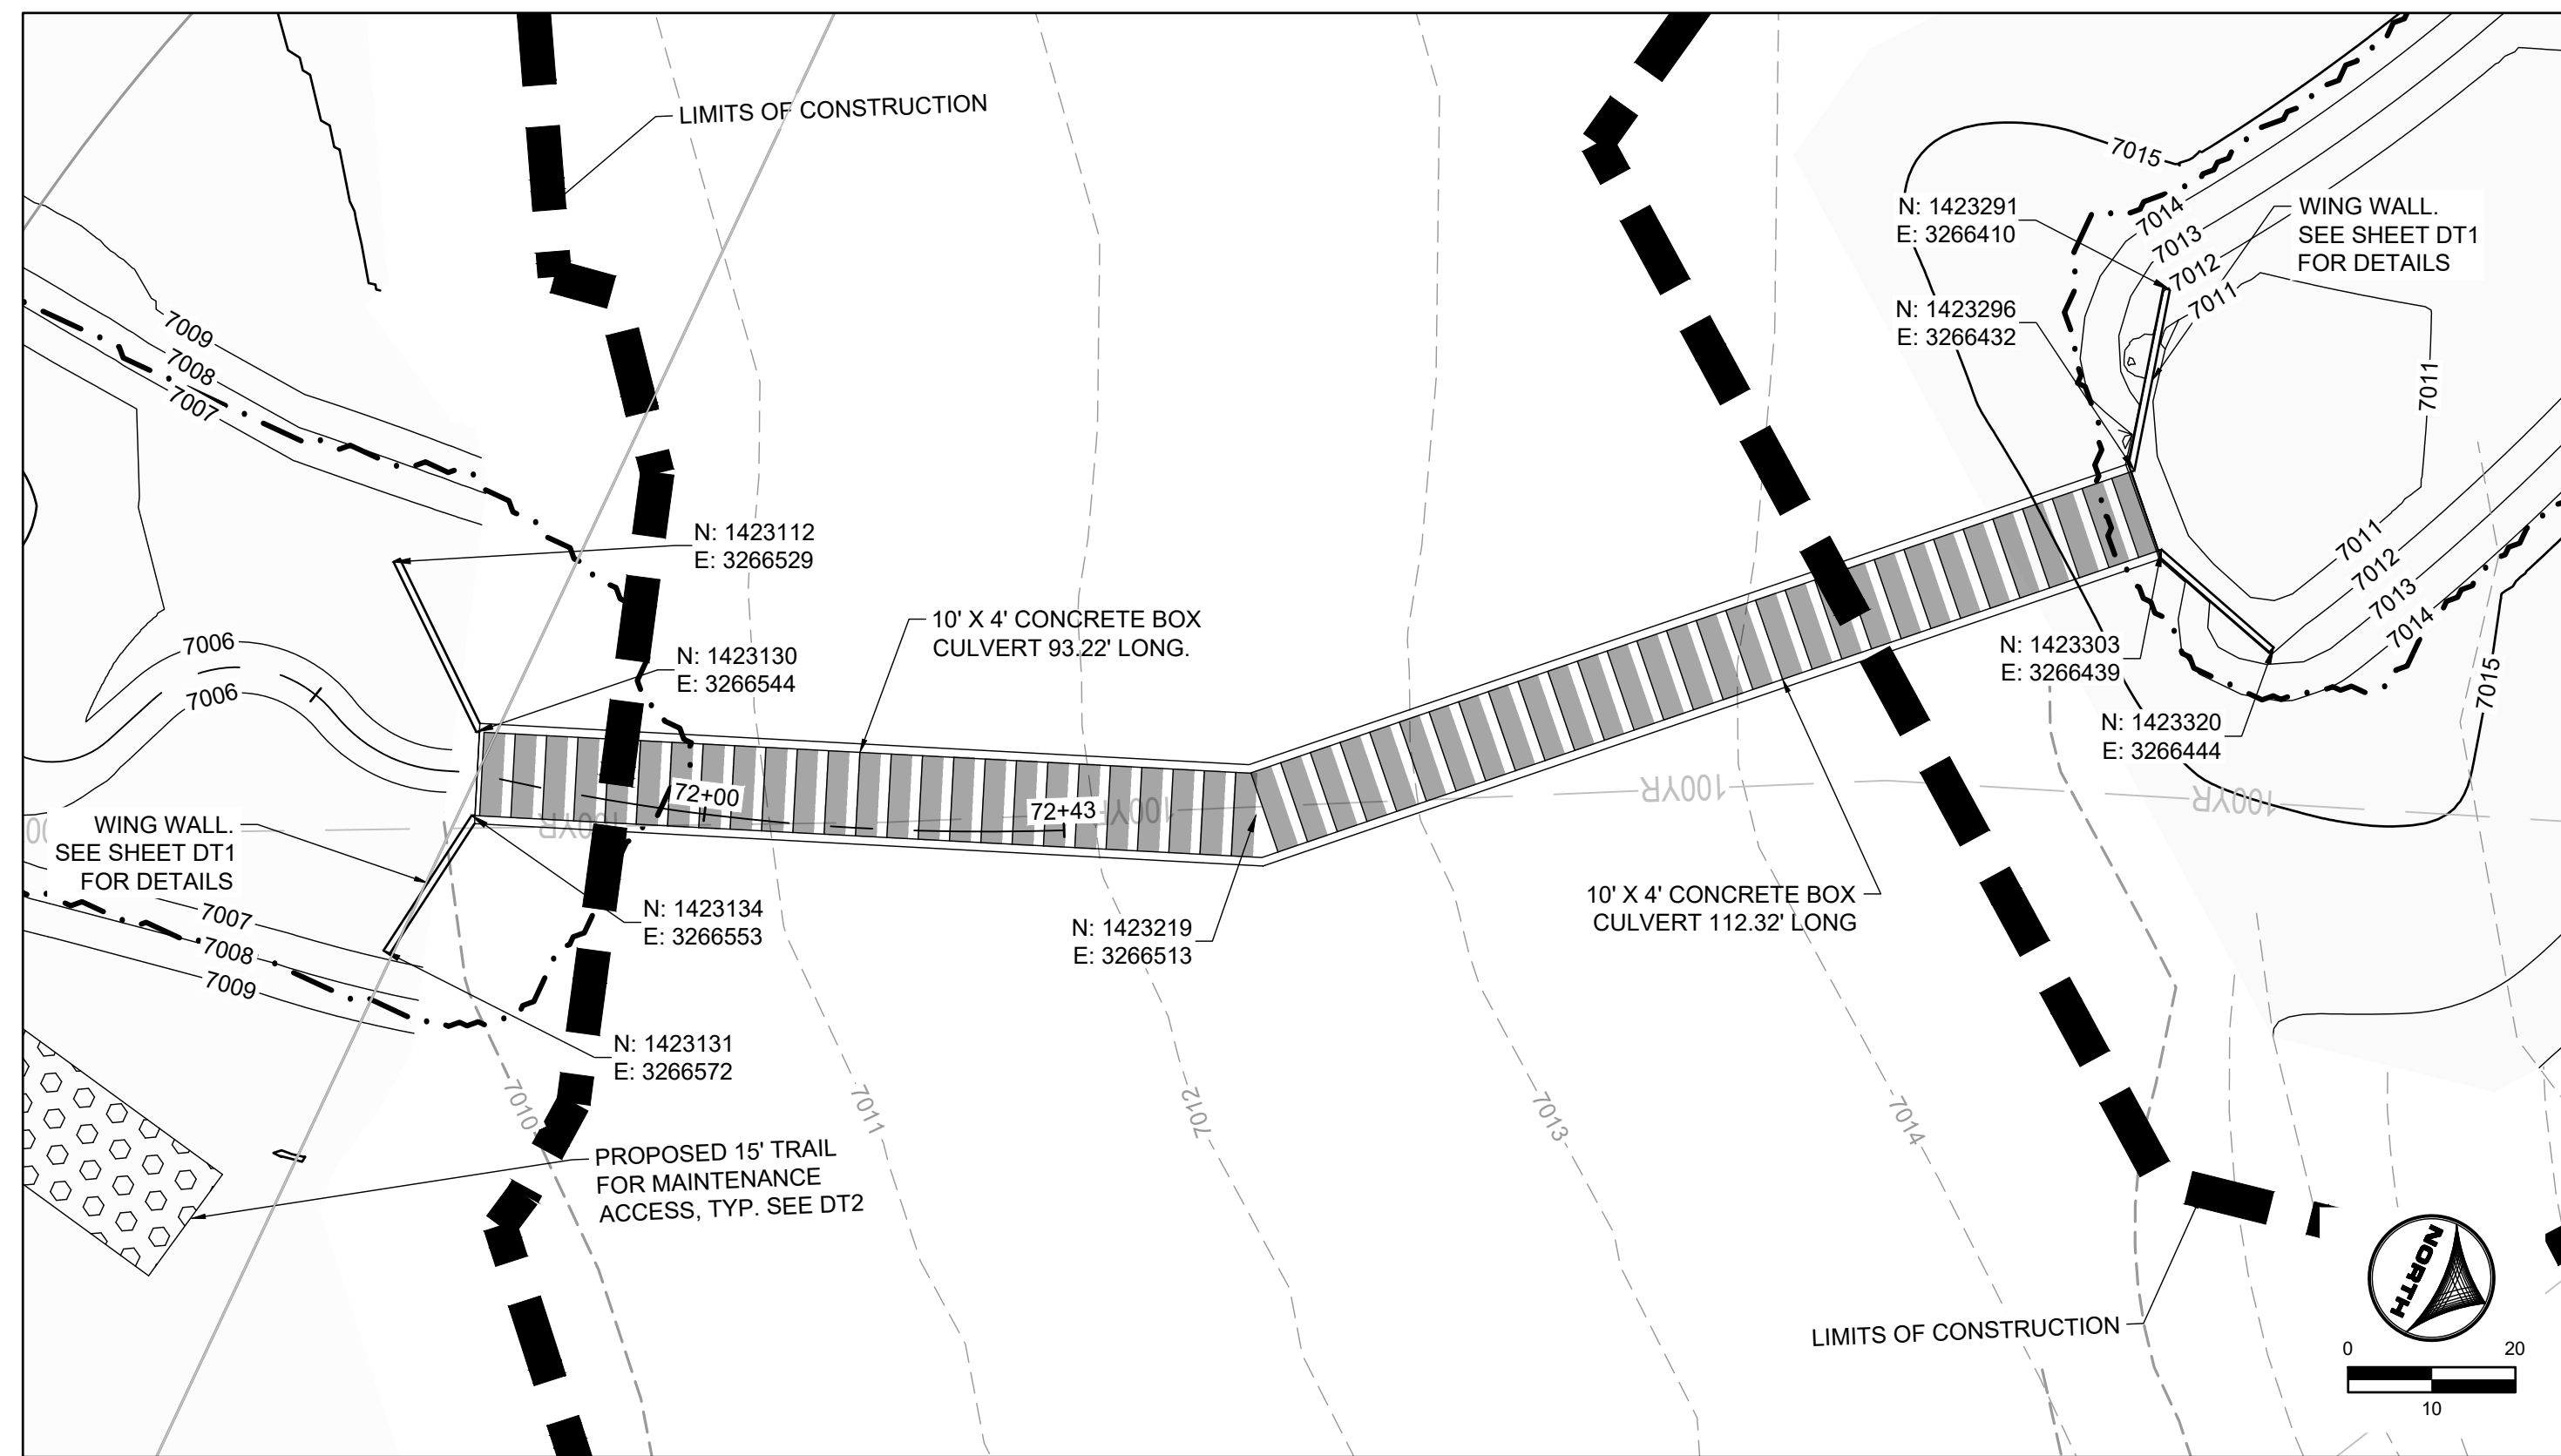 LIMITS OF CONSTRUCTION
7015
N: 1423291
E: 3266410
WING WALL.
SEE SHEET DT1
FOR DETAILS
7014
7013
7012
7011
N: 1423296
E: 3266432
7011
7009
7008
7007
N: 1423112
E: 3266529
10' X 4' CONCRETE BOX
CULVERT 93.22' LONG.
7011
7012
7013
7014
7006
7006
N: 1423130
E: 3266544
N: 1423303
E: 3266439
7015
N: 1423320
E: 3266444
72+00
72+43
100YR
100YR
100YR
100YR
WING WALL.
SEE SHEET DT1
FOR DETAILS
7007
7008
7009
N: 1423134
E: 3266553
N: 1423219
E: 3266513
10' X 4' CONCRETE BOX
CULVERT 112.32' LONG
N: 1423131
E: 3266572
7010
7011
7012
7013
7014
PROPOSED 15' TRAIL
FOR MAINTENANCE
ACCESS, TYP. SEE DT2
LIMITS OF CONSTRUCTION
NORTH
0 20
10